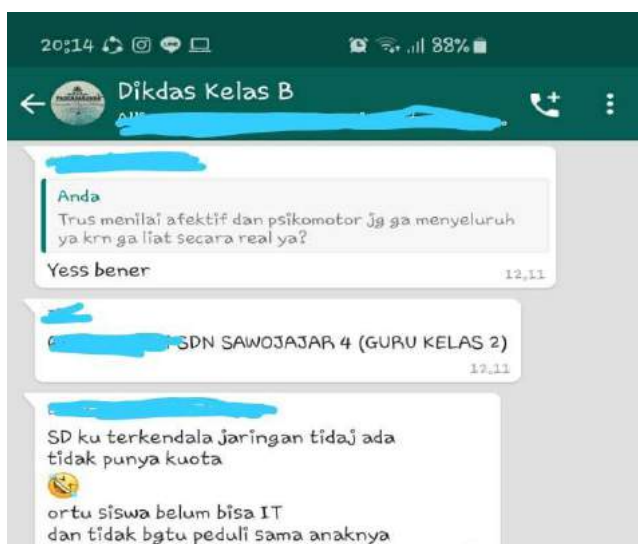 20:14 88%
Dikdas Kelas B
Anda
Trus menilai afektif dan psikomotor jg ga menyeluruh
ya krn ga liat secara real ya?
Yess bener
12,11
SDN SAWOJAJAR 4 (GURU KELAS 2)
12,11
SD ku terkendala jaringan tidaj ada
tidak punya kuota
ortu siswa belum bisa IT
dan tidak bgtu peduli sama anaknya